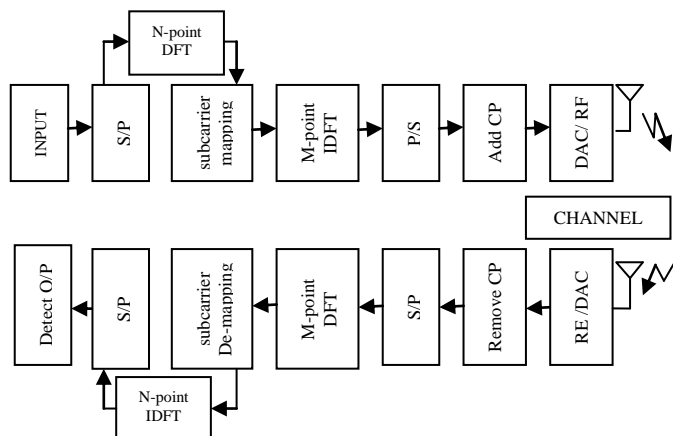 N-point
DFT
INPUT
S/P
subcarrier
mapping
M-point
IDFT
P/S
Add CP
DAC/ RF
CHANNEL
Detect O/P
S/P
subcarrier
De-mapping
M-point
DFT
S/P
Remove CP
RE /DAC
N-point
IDFT